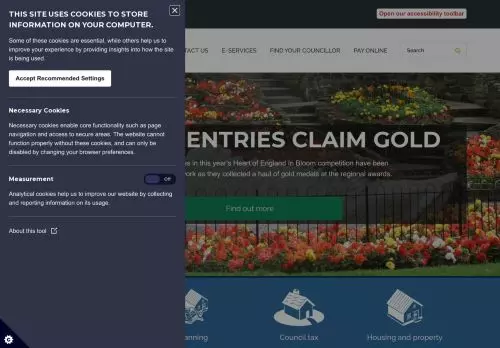 THIS SITE USES COOKIES TO STORE
INFORMATION ON YOUR COMPUTER.
Some of these cookies are essential, while others help us to
improve your experience by providing insights into how the site
is being used.
Accept Recommended Settings
Necessary Cookies
Necessary cookies enable core functionality such as page
navigation and access to secure areas. The website cannot
function properly without these cookies, and can only be
disabled by changing your browser preferences.
Measurement
Off
Analytical cookies help us to improve our website by collecting
and reporting information on its usage.
About this tool
Open our accessibility toolbar
E-SERVICES
FIND YOUR COUNCILLOR
PAY ONLINE
Search
ENTRIES CLAIM GOLD
in this year's Heart of England in Bloom competition have been
as they collected a haul of gold medals at the regional awards.
Find out more
Council tax
Housing and property